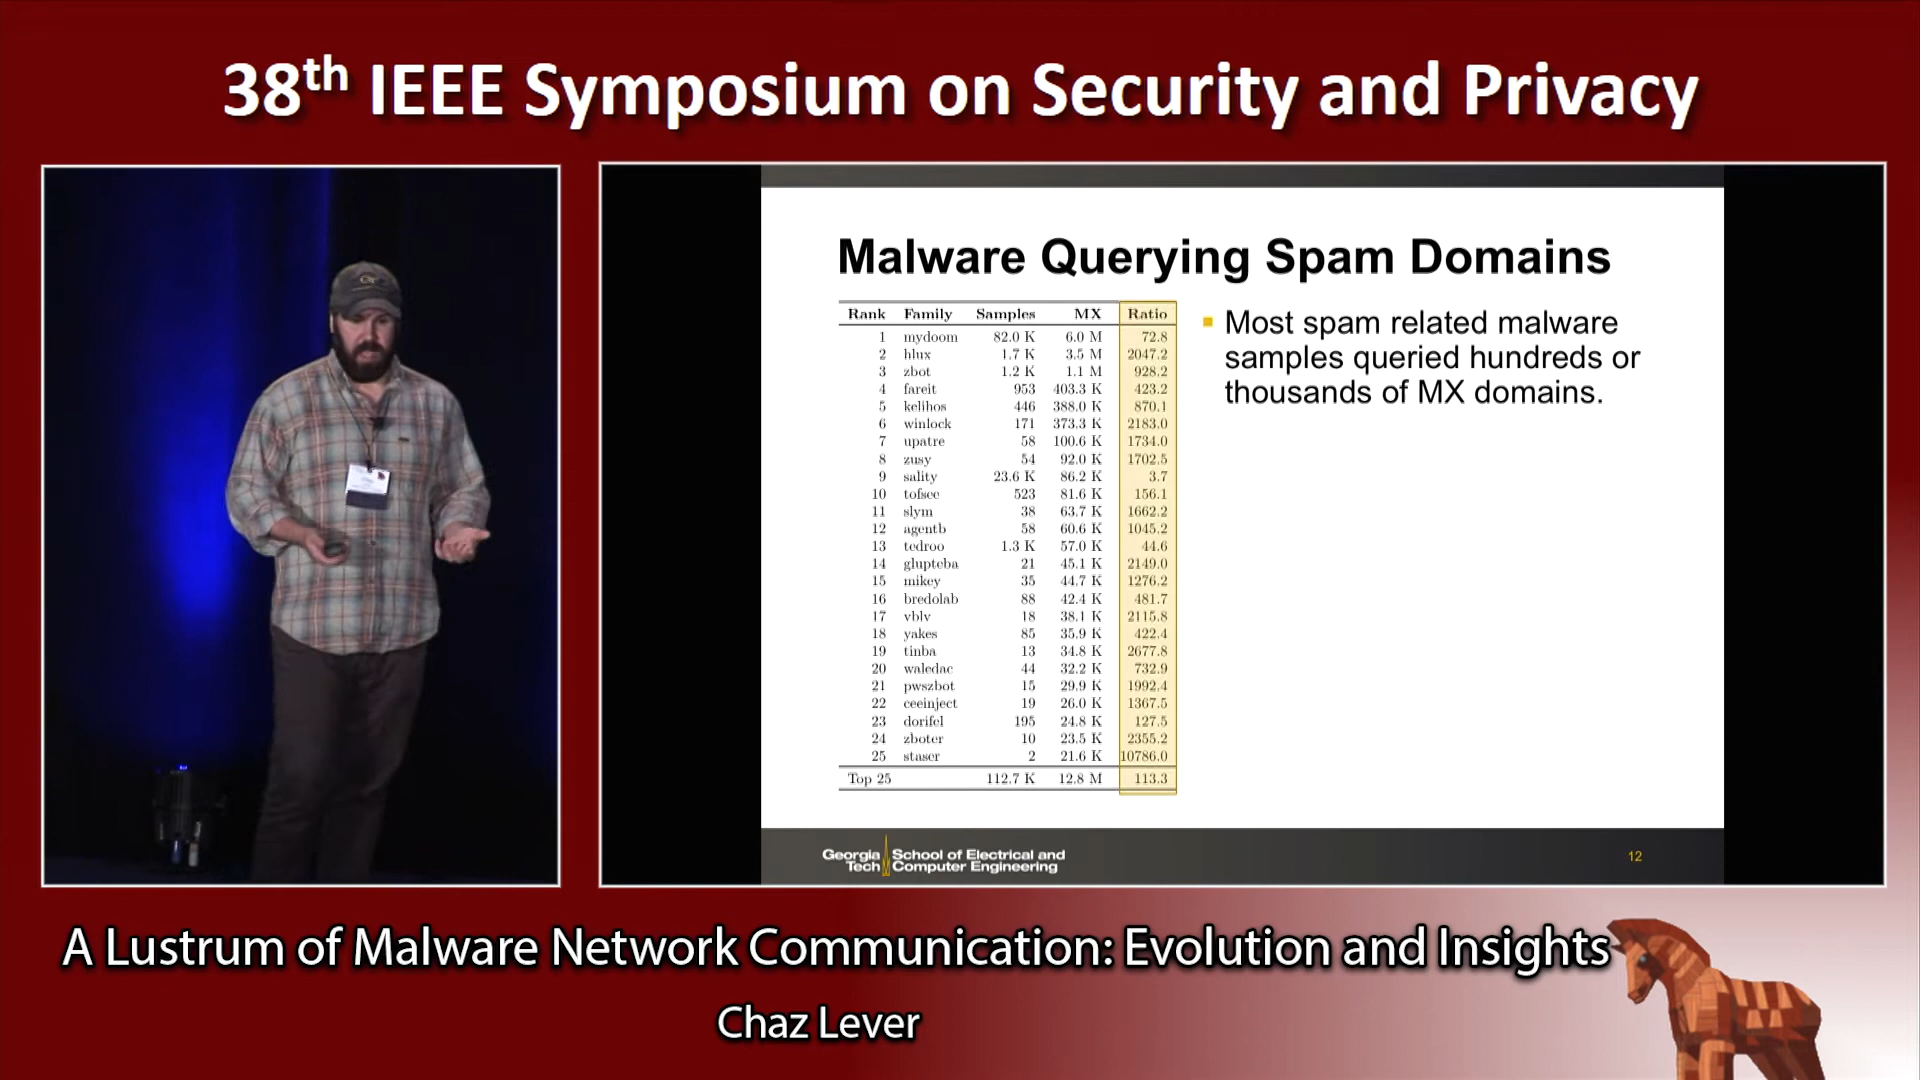 38th IEEE Symposium on Security and Privacy
Malware Querying Spam Domains
Rank Family Samples MX Ratio
1 mydoom 82.0 K 6.0 M 72.8
2 hlux 1.7 K 3.5 M 2047.2
3 zbot 1.2 K 1.1 M 928.2
4 fareit 953 403.3 K 423.2
5 kelihos 446 388.0 K 870.1
6 winlock 171 373.3 K 2183.0
7 upatre 58 100.6 K 1734.0
8 zusy 54 92.0 K 1702.5
9 sality 23.6 K 86.2 K 3.7
10 tofsee 523 81.6 K 156.1
11 slym 38 63.7 K 1662.2
12 agentb 58 60.6 K 1045.2
13 tedroo 1.3 K 57.0 K 44.6
14 glupteba 21 45.1 K 2149.0
15 mikey 35 44.7 K 1276.2
16 bredolab 88 42.4 K 481.7
17 vblv 18 38.1 K 2115.8
18 yakes 85 35.9 K 422.4
19 tinba 13 34.8 K 2677.8
20 waledac 44 32.2 K 732.9
21 pwszbot 15 29.9 K 1992.4
22 ceeinject 19 26.0 K 1367.5
23 dorifel 195 24.8 K 127.5
24 zboter 10 23.5 K 2355.2
25 staser 2 21.6 K 10786.0
Top 25 112.7 K 12.8 M 113.3
Most spam related malware
samples queried hundreds or
thousands of MX domains.
Georgia School of Electrical and
Tech Computer Engineering
12
A Lustrum of Malware Network Communication: Evolution and Insights
Chaz Lever